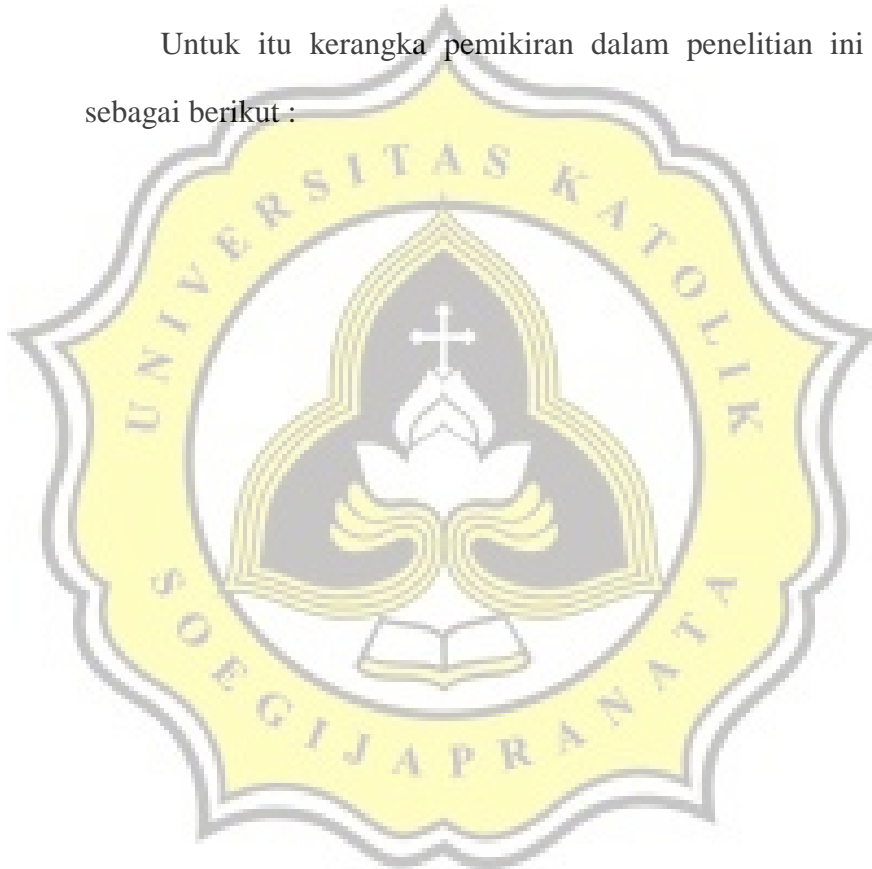 Untuk itu kerangka pemikiran dalam penelitian ini
sebagai berikut :
UNIVERSITAS KATOLIK
SOEGIJAPRANATA